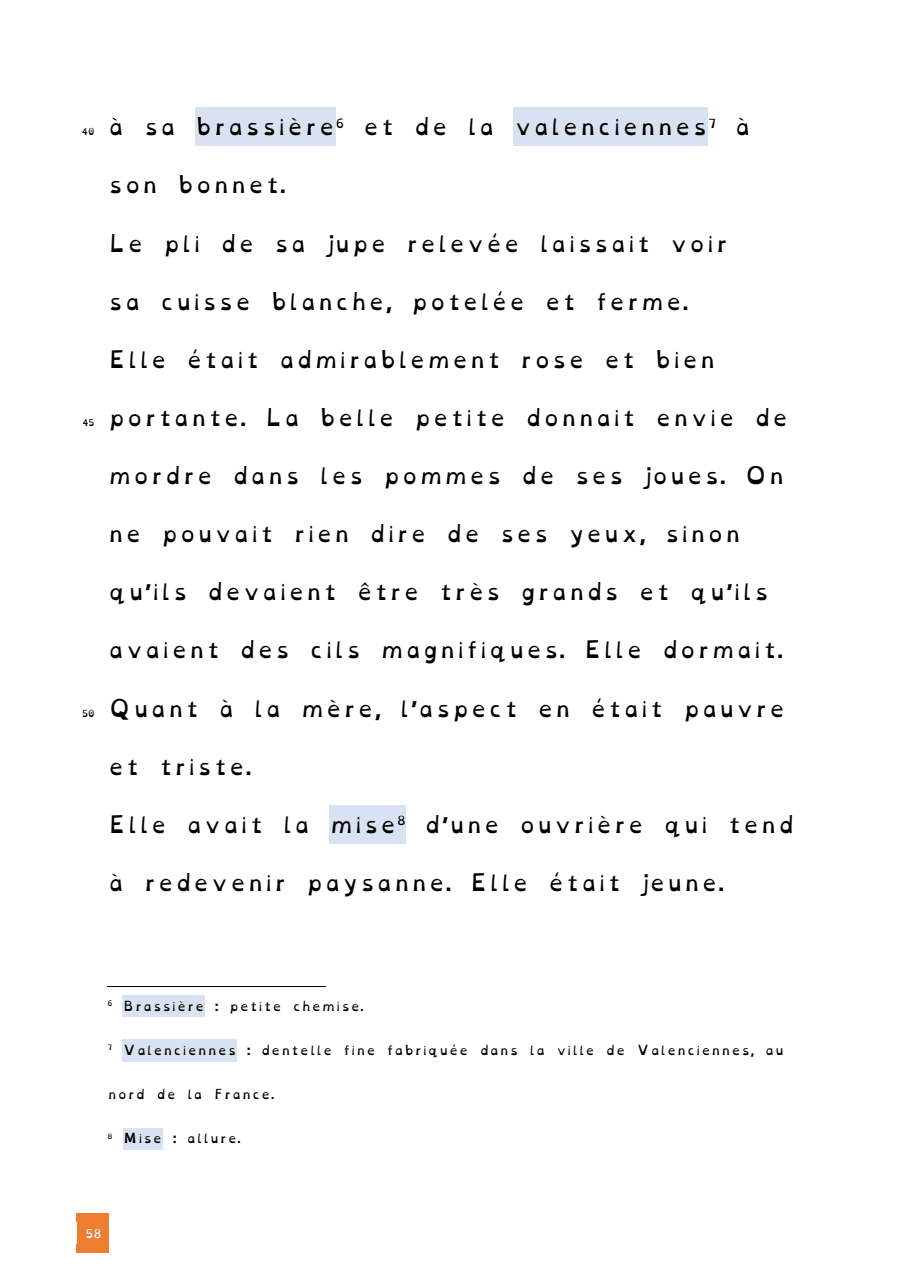 40 à sa brassière⁶ et de la valenciennes⁷ à
son bonnet.
Le pli de sa jupe relevée laissait voir
sa cuisse blanche, potelée et ferme.
Elle était admirablement rose et bien
45 portante. La belle petite donnait envie de
mordre dans les pommes de ses joues. On
ne pouvait rien dire de ses yeux, sinon
qu'ils devaient être très grands et qu'ils
avaient des cils magnifiques. Elle dormait.
50 Quant à la mère, l'aspect en était pauvre
et triste.
Elle avait la mise⁸ d'une ouvrière qui tend
à redevenir paysanne. Elle était jeune.
⁶ Brassière : petite chemise.
⁷ Valenciennes : dentelle fine fabriquée dans la ville de Valenciennes, au
nord de la France.
⁸ Mise : allure.
58